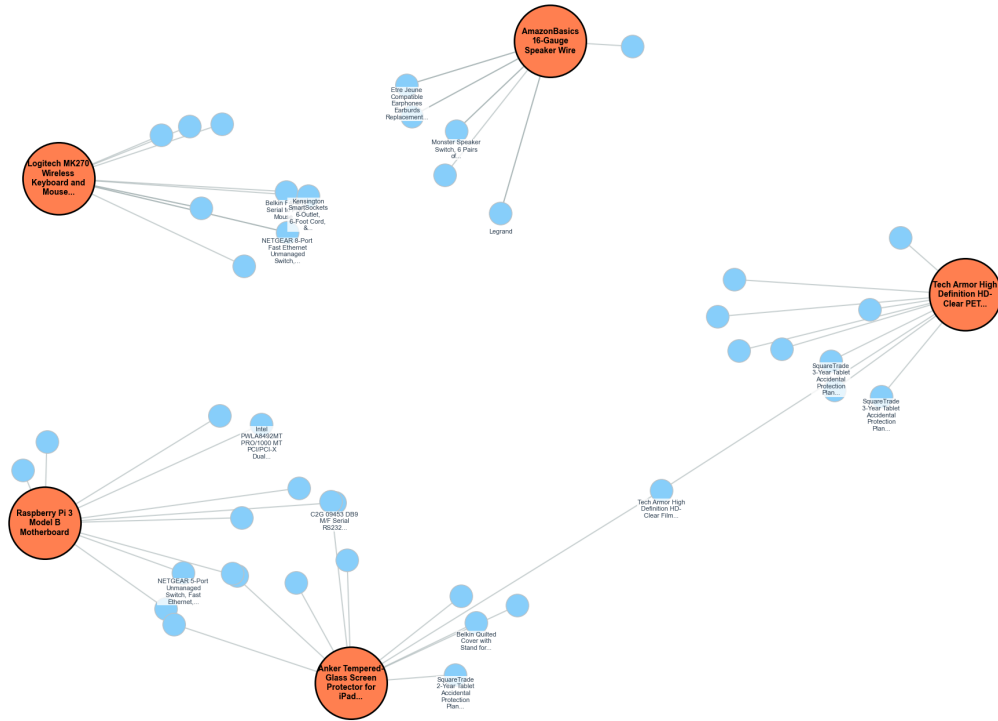 AmazonBasics
16-Gauge
Speaker Wire
Etre Jeune
Compatible
Earphones
Earburds
Replacement...
Monster Speaker
Switch, 6 Pairs
of...
Legrand
Logitech MK270
Wireless
Keyboard and
Mouse...
Belkin
Serial
Mou
Kensington
SmartSockets
6-Outlet,
6-Foot Cord,
&...
NETGEAR 8-Port
Fast Ethernet
Unmanaged
Switch,...
Tech Armor High
Definition HD-
Clear PET...
SquareTrade
3-Year Tablet
Accidental
Protection
Plan...
SquareTrade
3-Year Tablet
Accidental
Protection
Plan...
Intel
PWLA8492MT
PRO/1000 MT
PCI/PCI-X
Dual...
Raspberry Pi 3
Model B
Motherboard
C2G 09453 DB9
M/F Serial
RS232...
Tech Armor High
Definition HD-
Clear Film...
NETGEAR 5-Port
Unmanaged
Switch, Fast
Ethernet,...
Belkin Quilted
Cover with
Stand for...
Anker Tempered-
Glass Screen
Protector for
iPad...
SquareTrade
2-Year Tablet
Accidental
Protection
Plan...